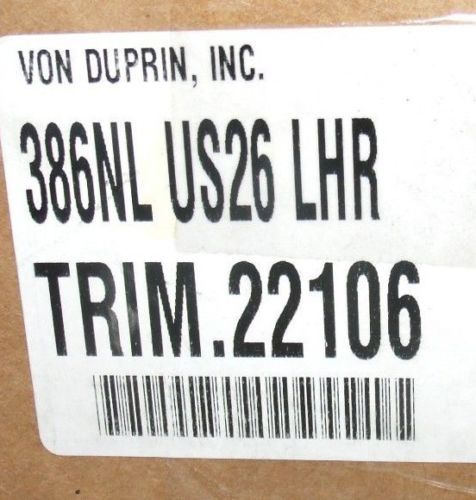 VON DUPRIN, INC.
386NL US26 LHR
TRIM.22106